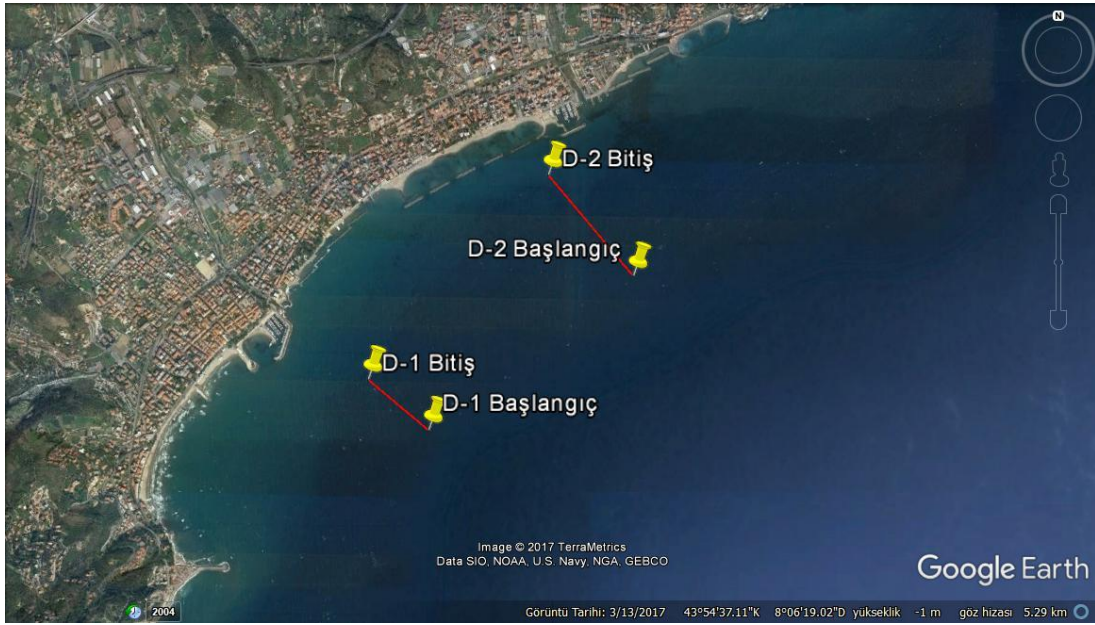 N
D-2 Bitiş
D-2 Başlangıç
D-1 Bitiş
D-1 Başlangıç
Image © 2017 TerraMetrics
Data SIO, NOAA, U.S. Navy, NGA, GEBCO
Google Earth
2004
Görüntü Tarihi: 3/13/2017 43°54'37.11"K 8°06'19.02"D yükseklik -1 m göz hizası 5.29 km